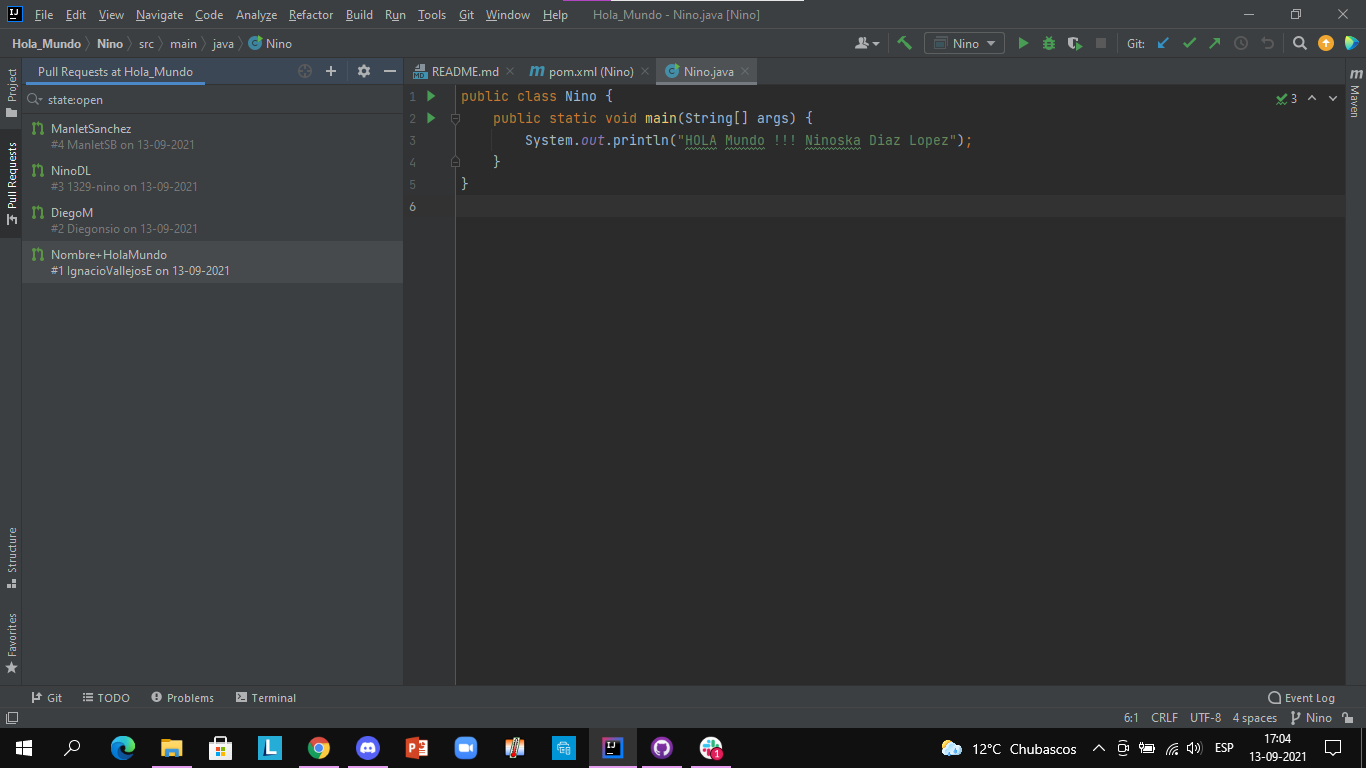 IJ File Edit View Navigate Code Analyze Refactor Build Run Tools Git Window Help Hola_Mundo - Nino.java [Nino]
Hola_Mundo Nino src main java Nino Nino Git:
Project
Pull Requests
Structure
Favorites
Pull Requests at Hola_Mundo
state:open
ManletSanchez
#4 ManletSB on 13-09-2021
NinoDL
#3 1329-nino on 13-09-2021
DiegoM
#2 Diegonsio on 13-09-2021
Nombre+HolaMundo
#1 IgnacioVallejosE on 13-09-2021
README.md pom.xml (Nino) Nino.java
1 public class Nino {
2 public static void main(String[] args) {
3 System.out.println("HOLA Mundo !!! Ninoska Diaz Lopez");
4 }
5 }
6
3
m Maven
Git TODO Problems Terminal Event Log
6:1 CRLF UTF-8 4 spaces Nino
12°C Chubascos ESP 17:04
13-09-2021